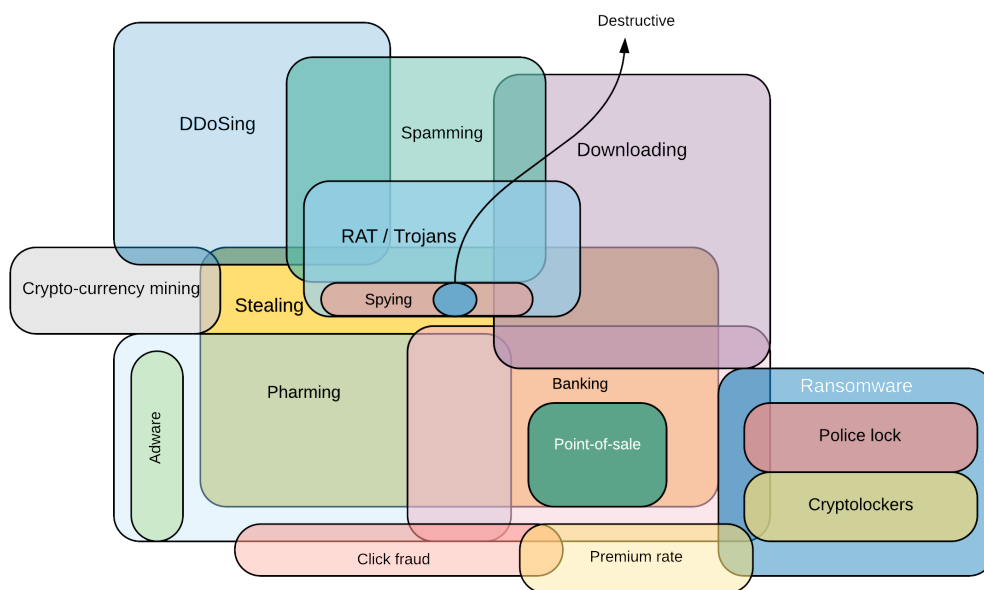 Destructive
DDoSing
Spamming
Downloading
RAT / Trojans
Crypto-currency mining
Stealing
Spying
Pharming
Banking
Ransomware
Adware
Point-of-sale
Police lock
Cryptolockers
Click fraud
Premium rate